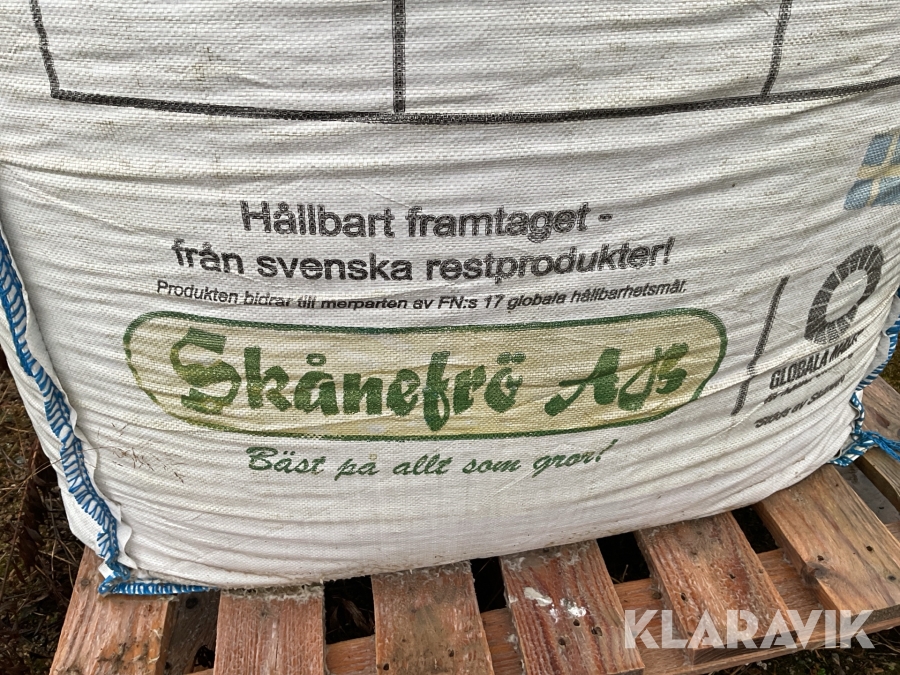 Hållbart framtaget -
från svenska restprodukter!
Produkten bidrar till merparten av FN:s 17 globala hållbarhetsmål.
Skånefrö AB
Bäst på allt som gror!
GLOBALA MÅL
KLARAVIK